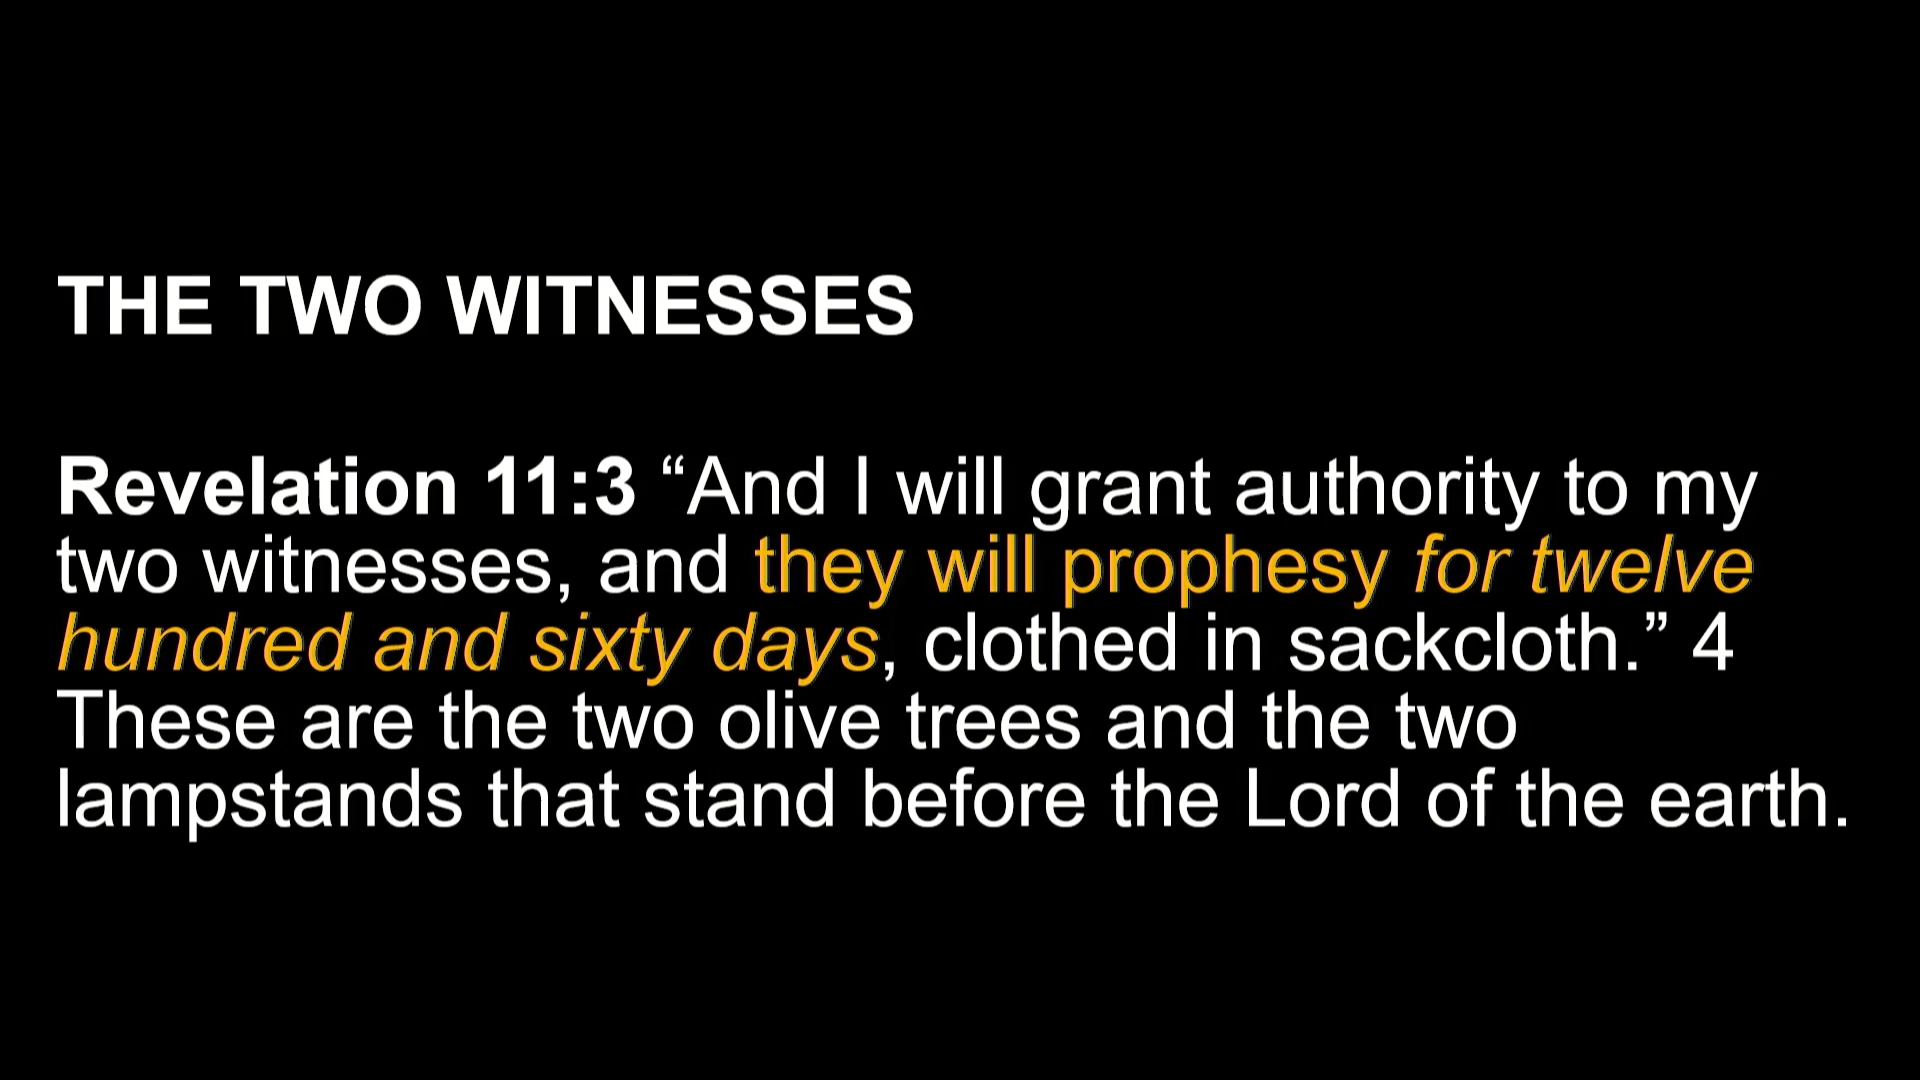 THE TWO WITNESSES
Revelation 11:3 “And I will grant authority to my
two witnesses, and they will prophesy for twelve
hundred and sixty days, clothed in sackcloth.” 4
These are the two olive trees and the two
lampstands that stand before the Lord of the earth.